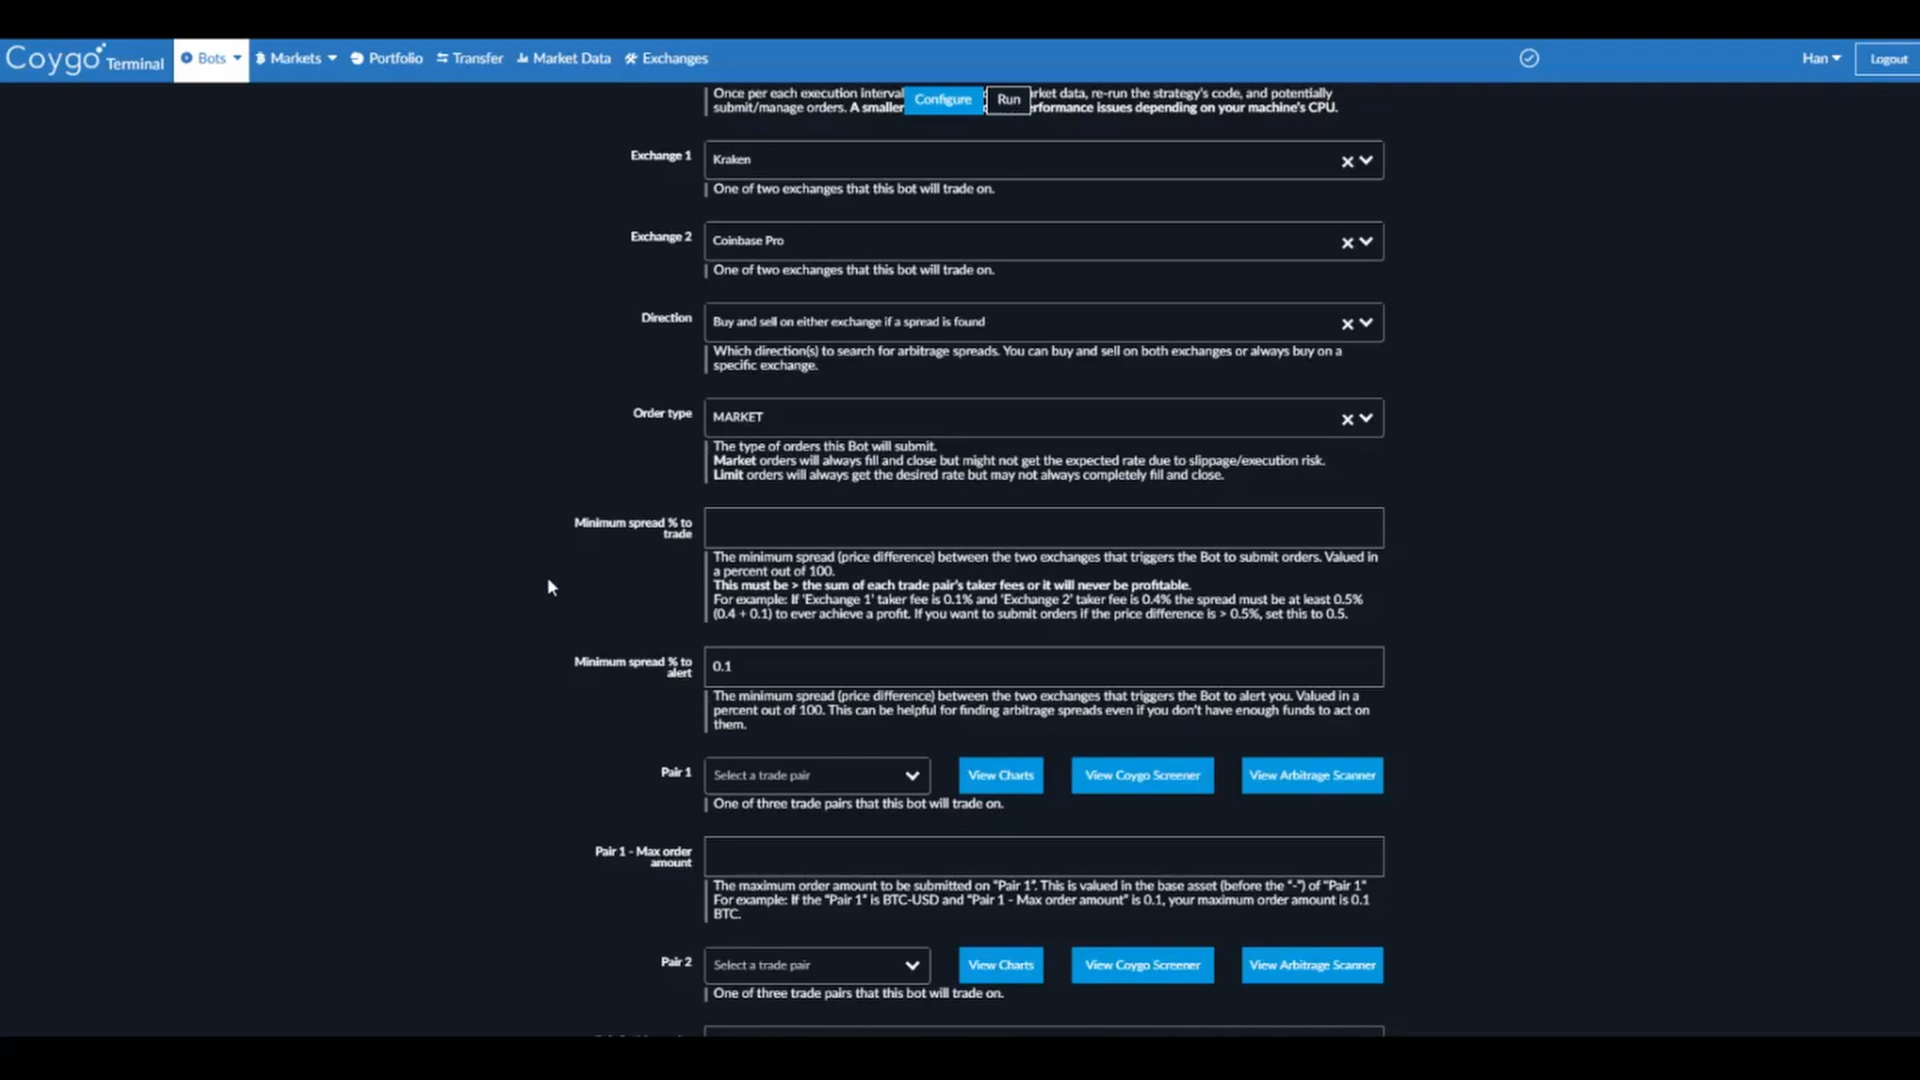 Coygo Terminal Bots Markets Portfolio Transfer Market Data Exchanges Han Logout
Once per each execution interval Configure Run rket data, re-run the strategy's code, and potentially
submit/manage orders. A smaller rformance issues depending on your machine's CPU.
Exchange 1 Kraken
One of two exchanges that this bot will trade on.
Exchange 2 Coinbase Pro
One of two exchanges that this bot will trade on.
Direction Buy and sell on either exchange if a spread is found
Which direction(s) to search for arbitrage spreads. You can buy and sell on both exchanges or always buy on a
specific exchange.
Order type MARKET
The type of orders this Bot will submit.
Market orders will always fill and close but might not get the expected rate due to slippage/execution risk.
Limit orders will always get the desired rate but may not always completely fill and close.
Minimum spread % to
trade
The minimum spread (price difference) between the two exchanges that triggers the Bot to submit orders. Valued in
a percent out of 100.
This must be > the sum of each trade pair's taker fees or it will never be profitable.
For example: If 'Exchange 1' taker fee is 0.1% and 'Exchange 2' taker fee is 0.4% the spread must be at least 0.5%
(0.4 + 0.1) to ever achieve a profit. If you want to submit orders if the price difference is > 0.5%, set this to 0.5.
Minimum spread % to
alert
0.1
The minimum spread (price difference) between the two exchanges that triggers the Bot to alert you. Valued in a
percent out of 100. This can be helpful for finding arbitrage spreads even if you don't have enough funds to act on
them.
Pair 1 Select a trade pair View Charts View Coygo Screener View Arbitrage Scanner
One of three trade pairs that this bot will trade on.
Pair 1 - Max order
amount
The maximum order amount to be submitted on "Pair 1". This is valued in the base asset (before the "-") of "Pair 1"
For example: If the "Pair 1" is BTC-USD and "Pair 1 - Max order amount" is 0.1, your maximum order amount is 0.1
BTC.
Pair 2 Select a trade pair View Charts View Coygo Screener View Arbitrage Scanner
One of three trade pairs that this bot will trade on.